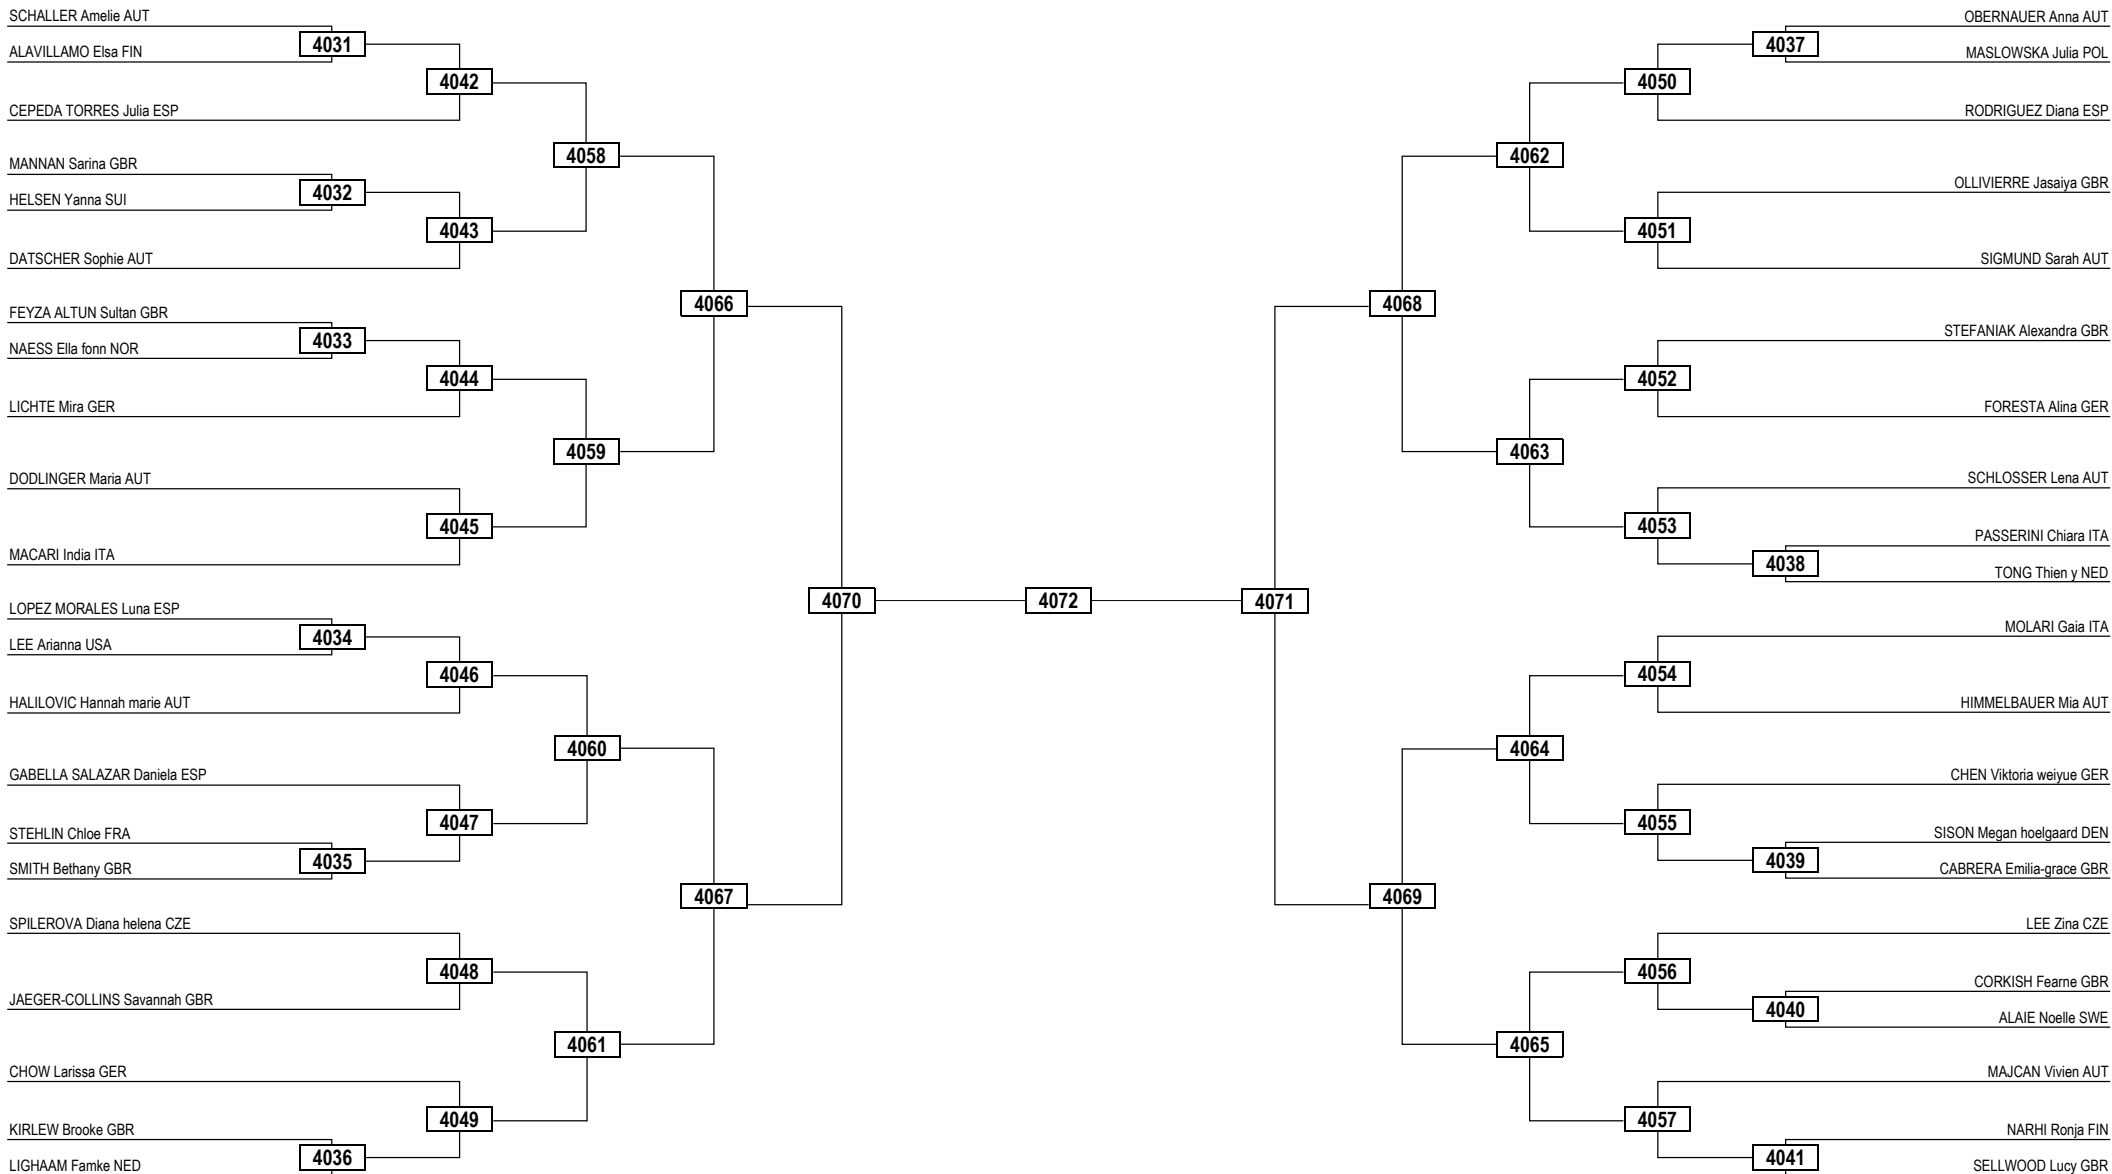 SCHALLER Amelie AUT
4031
ALAVILLAMO Elsa FIN
4042
CEPEDA TORRES Julia ESP
4058
MANNAN Sarina GBR
4032
HELSEN Yanna SUI
4043
DATSCHER Sophie AUT
4066
FEYZA ALTUN Sultan GBR
4033
NAESS Ella fonn NOR
4044
LICHTE Mira GER
4059
DODLINGER Maria AUT
4045
MACARI India ITA
4070
LOPEZ MORALES Luna ESP
4034
LEE Arianna USA
4046
HALILOVIC Hannah marie AUT
4060
GABELLA SALAZAR Daniela ESP
4047
STEHLIN Chloe FRA
4035
SMITH Bethany GBR
4067
SPILEROVA Diana helena CZE
4048
JAEGER-COLLINS Savannah GBR
4061
CHOW Larissa GER
4049
KIRLEW Brooke GBR
4036
LIGHAAM Famke NED
4072
OBERNAUER Anna AUT
4037
MASLOWSKA Julia POL
4050
RODRIGUEZ Diana ESP
4062
OLLIVIERRE Jasaiya GBR
4051
SIGMUND Sarah AUT
4068
STEFANIAK Alexandra GBR
4052
FORESTA Alina GER
4063
SCHLOSSER Lena AUT
4053
PASSERINI Chiara ITA
4038
TONG Thien y NED
4071
MOLARI Gaia ITA
4054
HIMMELBAUER Mia AUT
4064
CHEN Viktoria weiyue GER
4055
SISON Megan hoelgaard DEN
4039
CABRERA Emilia-grace GBR
4069
LEE Zina CZE
4056
CORKISH Fearne GBR
4040
ALAIE Noelle SWE
4065
MAJCAN Vivien AUT
4057
NARHI Ronja FIN
4041
SELLWOOD Lucy GBR